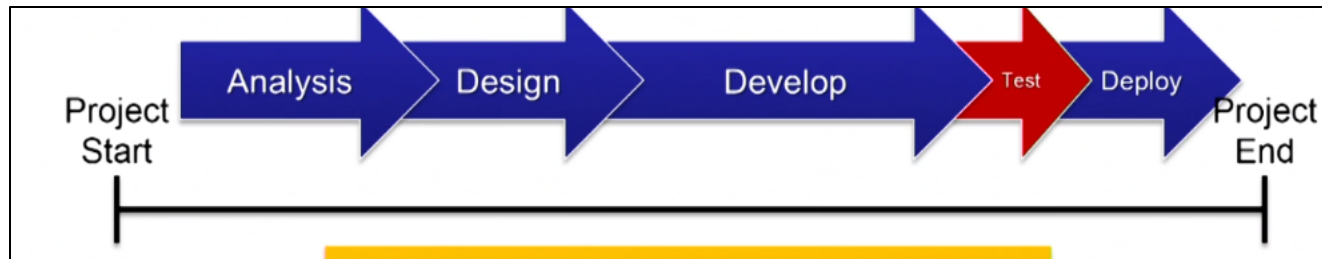 Analysis
Design
Develop
Test
Deploy
Project
Start
Project
End